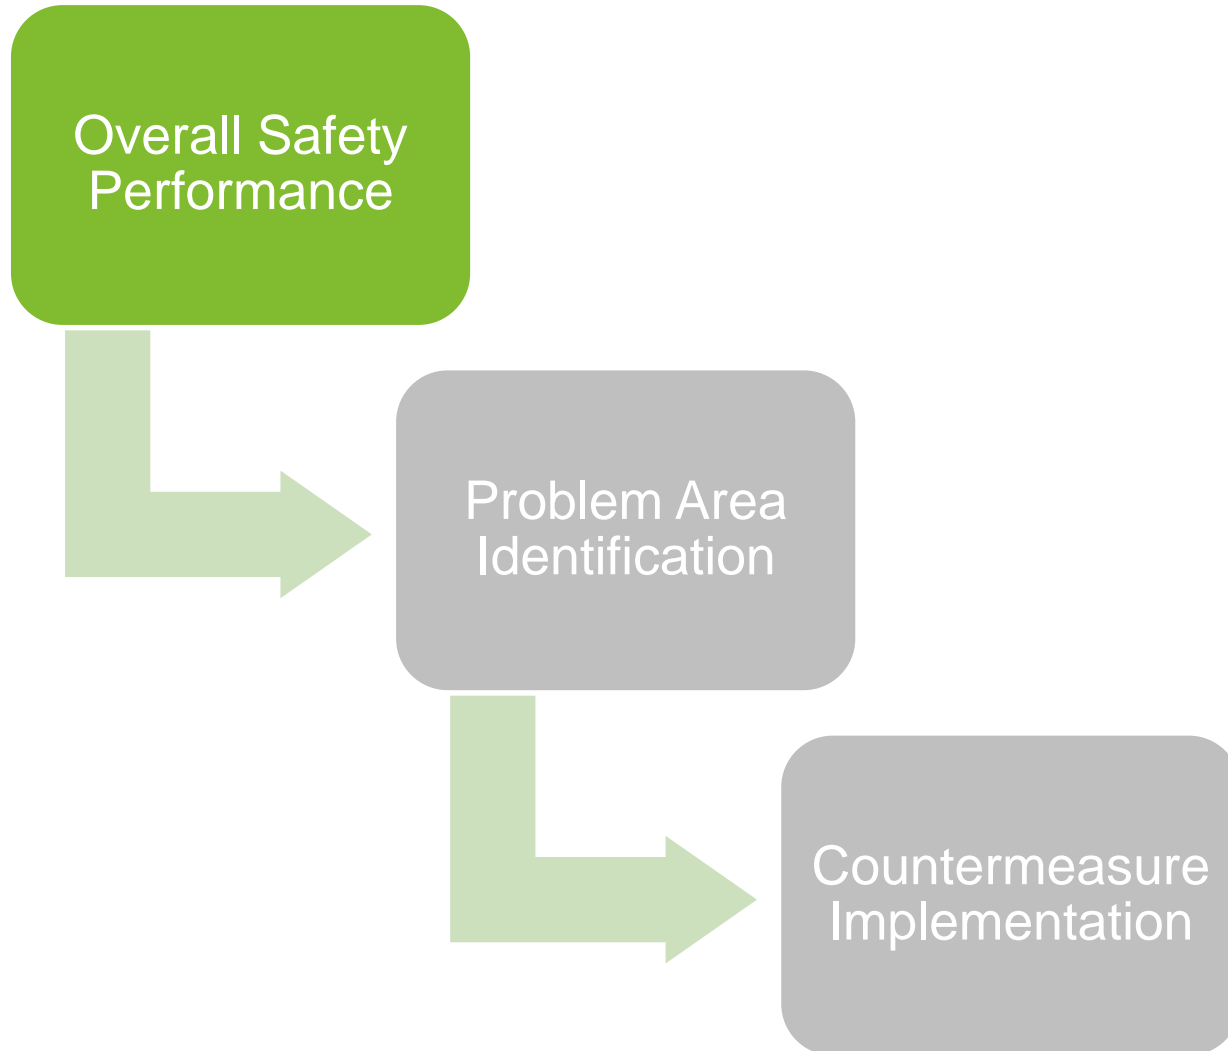 Overall Safety
Performance
Problem Area
Identification
Countermeasure
Implementation